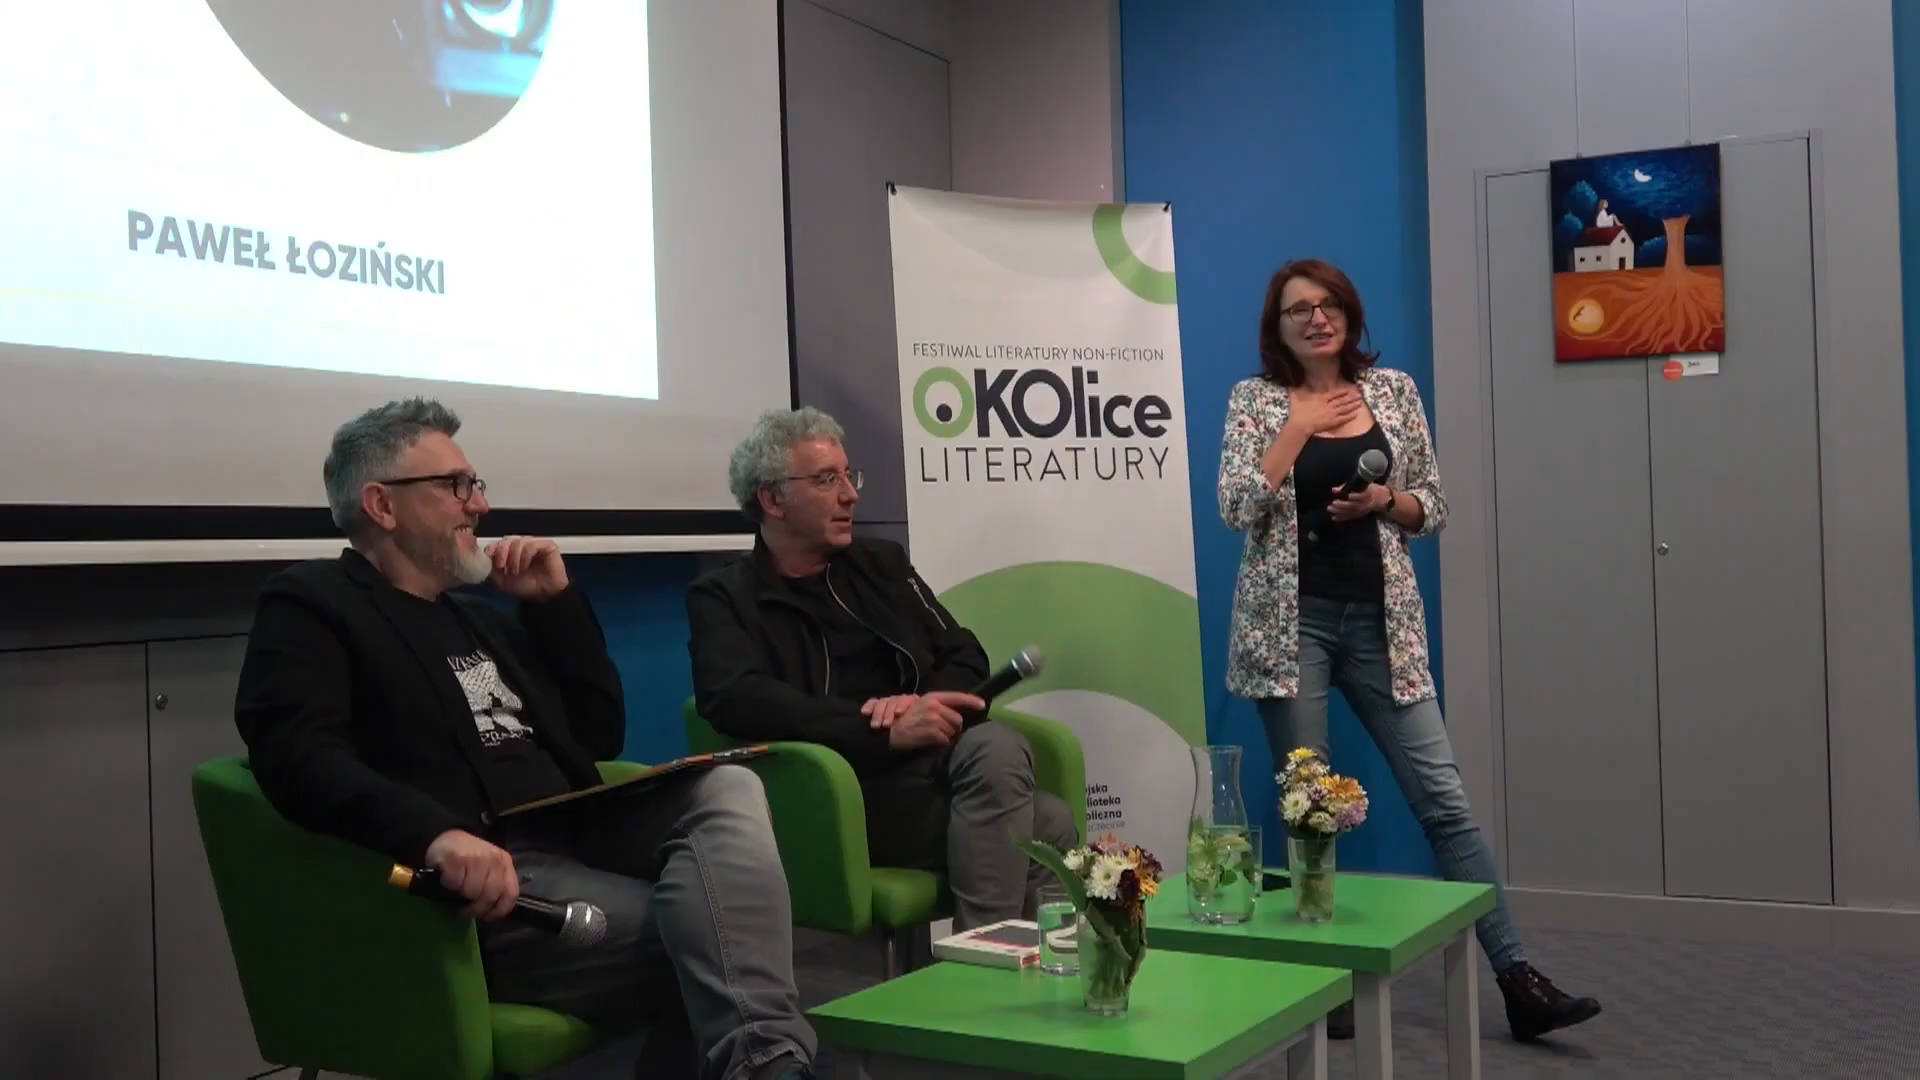 PAWEŁ ŁOZIŃSKI
FESTIWAL LITERATURY NON-FICTION
OKOlice
LITERATURY